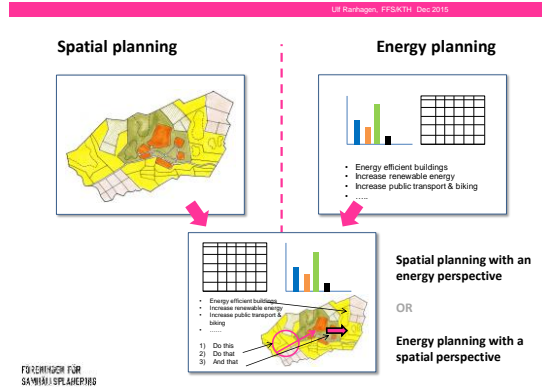 Ulf Ranhagen, FFS/KTH Dec 2015
Spatial planning
Energy planning
• Energy efficient buildings
• Increase renewable energy
• Increase public transport & biking
• .....
• Energy efficient buildings
• Increase renewable energy
• Increase public transport &
biking
• ......
1) Do this
2) Do that
3) And that
Spatial planning with an
energy perspective
OR
Energy planning with a
spatial perspective
FÖRENINGEN FÖR
SAMHÄLLSPLANERING